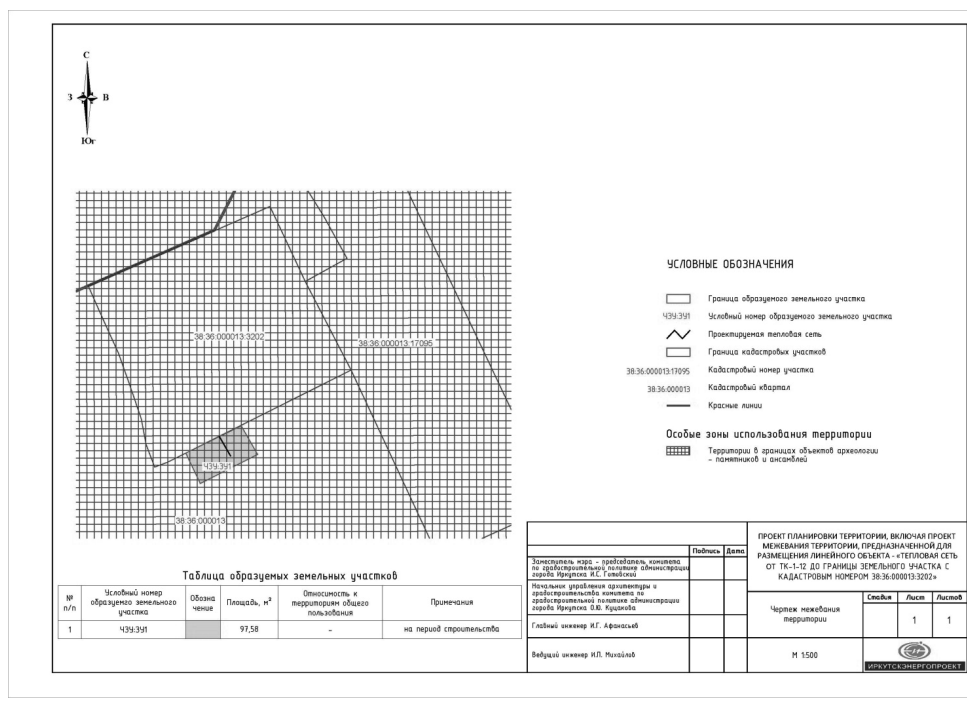 С
З В
Юг
38:36:000013:3202
38:36:000013:17095
ЧЗУ:ЗУ1
38:36:000013
УСЛОВНЫЕ ОБОЗНАЧЕНИЯ
Граница образуемого земельного участка
ЧЗУ:ЗУ1 Условный номер образуемого земельного участка
Проектируемая тепловая сеть
Граница кадастровых участков
38:36:000013:17095 Кадастровый номер участка
38:36:000013 Кадастровый квартал
Красные линии
Особые зоны использования территории
Территории в границах объектов археологии
- памятников и ансамблей
Таблица образуемых земельных участков
№ п/п Условный номер образуемого земельного участка Обозна чение Площадь, м² Относимость к территориям общего пользования Примечания
1 ЧЗУ:ЗУ1 97,58 - на период строительства
Подпись Дата
Заместитель мэра - председатель комитета
по градостроительной политике администрации
города Иркутска И.С. Готовский
Начальник управления архитектуры и
градостроительства комитета по
градостроительной политике администрации
города Иркутска О.Ю. Куцакова
Главный инженер И.Г. Афанасьев
Ведущий инженер И.П. Михайлов
ПРОЕКТ ПЛАНИРОВКИ ТЕРРИТОРИИ, ВКЛЮЧАЯ ПРОЕКТ
МЕЖЕВАНИЯ ТЕРРИТОРИИ, ПРЕДНАЗНАЧЕННОЙ ДЛЯ
РАЗМЕЩЕНИЯ ЛИНЕЙНОГО ОБЪЕКТА - «ТЕПЛОВАЯ СЕТЬ
ОТ ТК-1-12 ДО ГРАНИЦЫ ЗЕМЕЛЬНОГО УЧАСТКА С
КАДАСТРОВЫМ НОМЕРОМ 38:36:000013:3202»
Чертеж межевания
территории
Стадия Лист Листов
1 1
М 1:500
ИРКУТСКЭНЕРГОПРОЕКТ